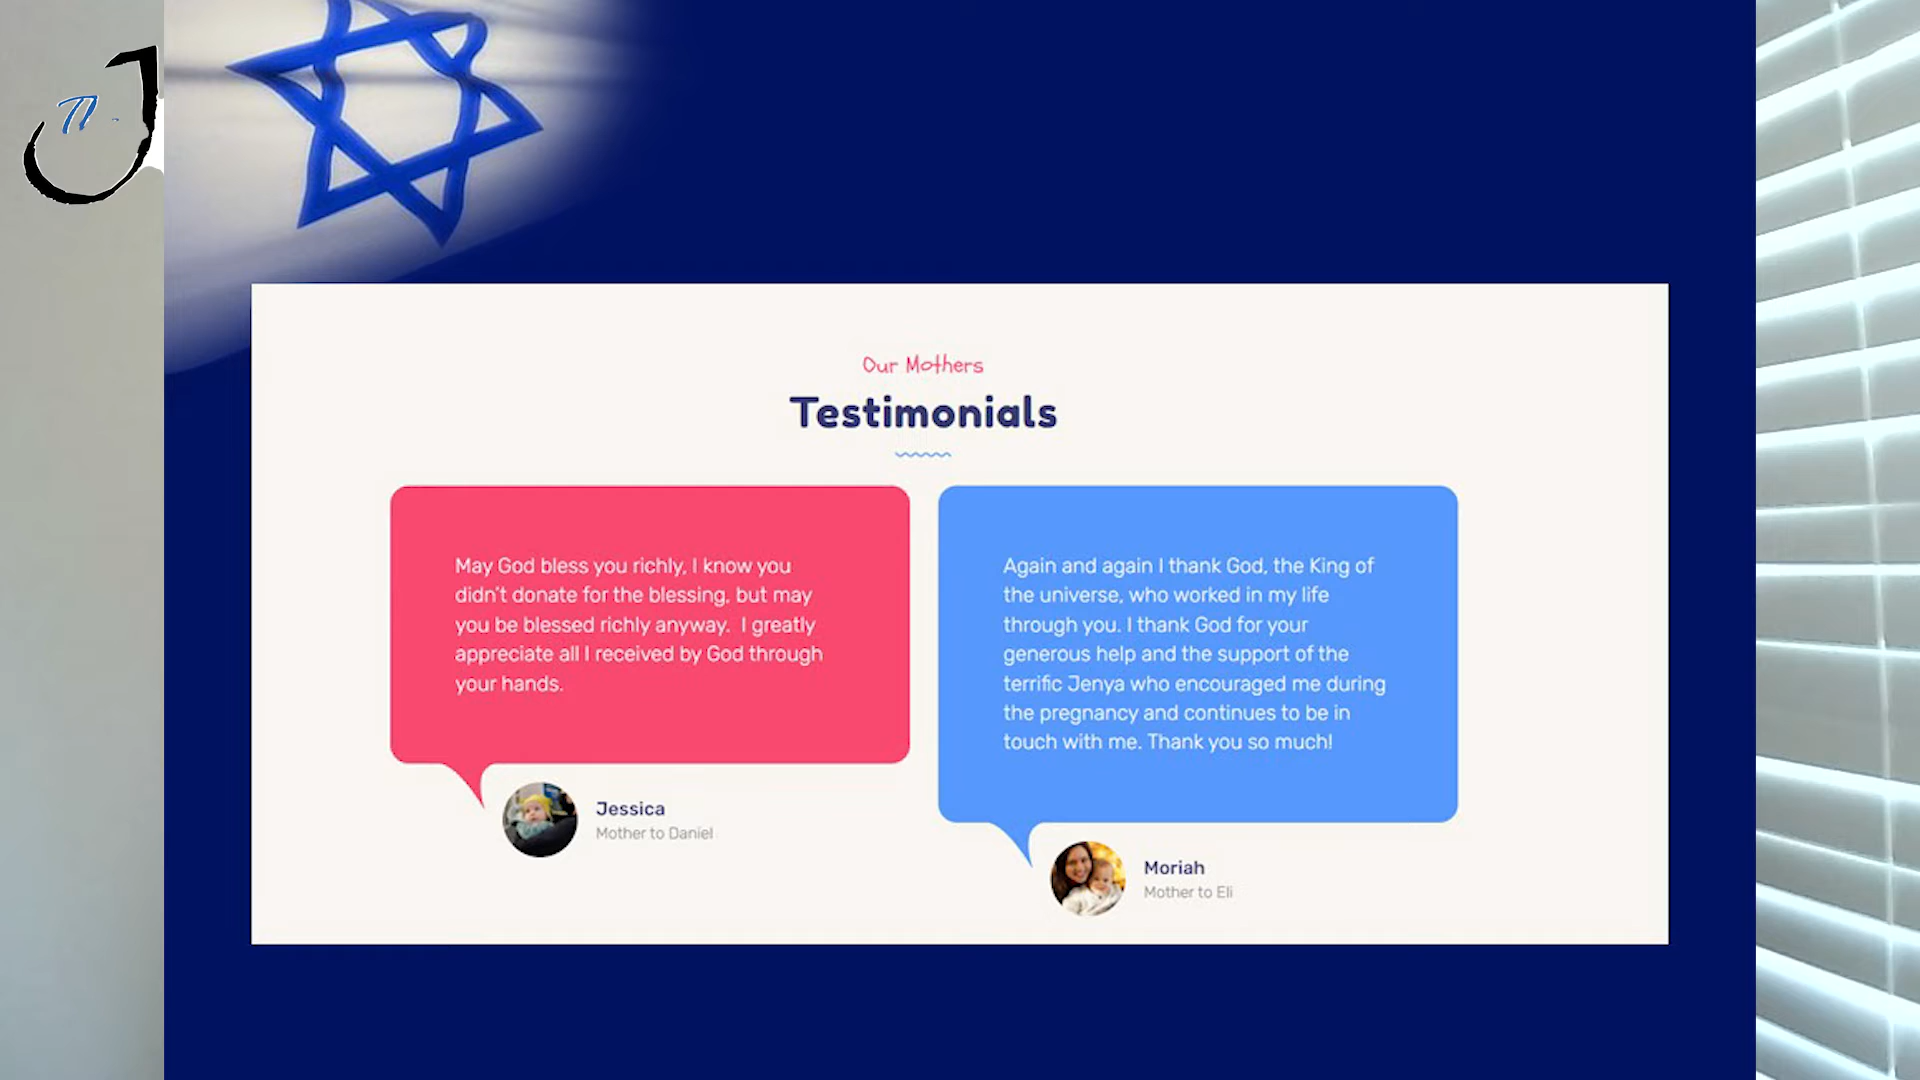 Our Mothers
Testimonials
May God bless you richly, I know you
didn't donate for the blessing, but may
you be blessed richly anyway.  I greatly
appreciate all I received by God through
your hands.
Jessica
Mother to Daniel
Again and again I thank God, the King of
the universe, who worked in my life
through you. I thank God for your
generous help and the support of the
terrific Jenya who encouraged me during
the pregnancy and continues to be in
touch with me. Thank you so much!
Moriah
Mother to Eli